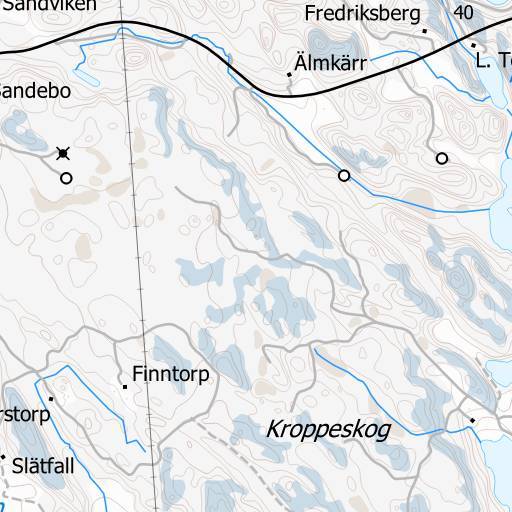 Sandviken
Fredriksberg
40
Älmkärr
L. T
Sandebo
Finntorp
rstorp
Kroppeskog
Slätfall